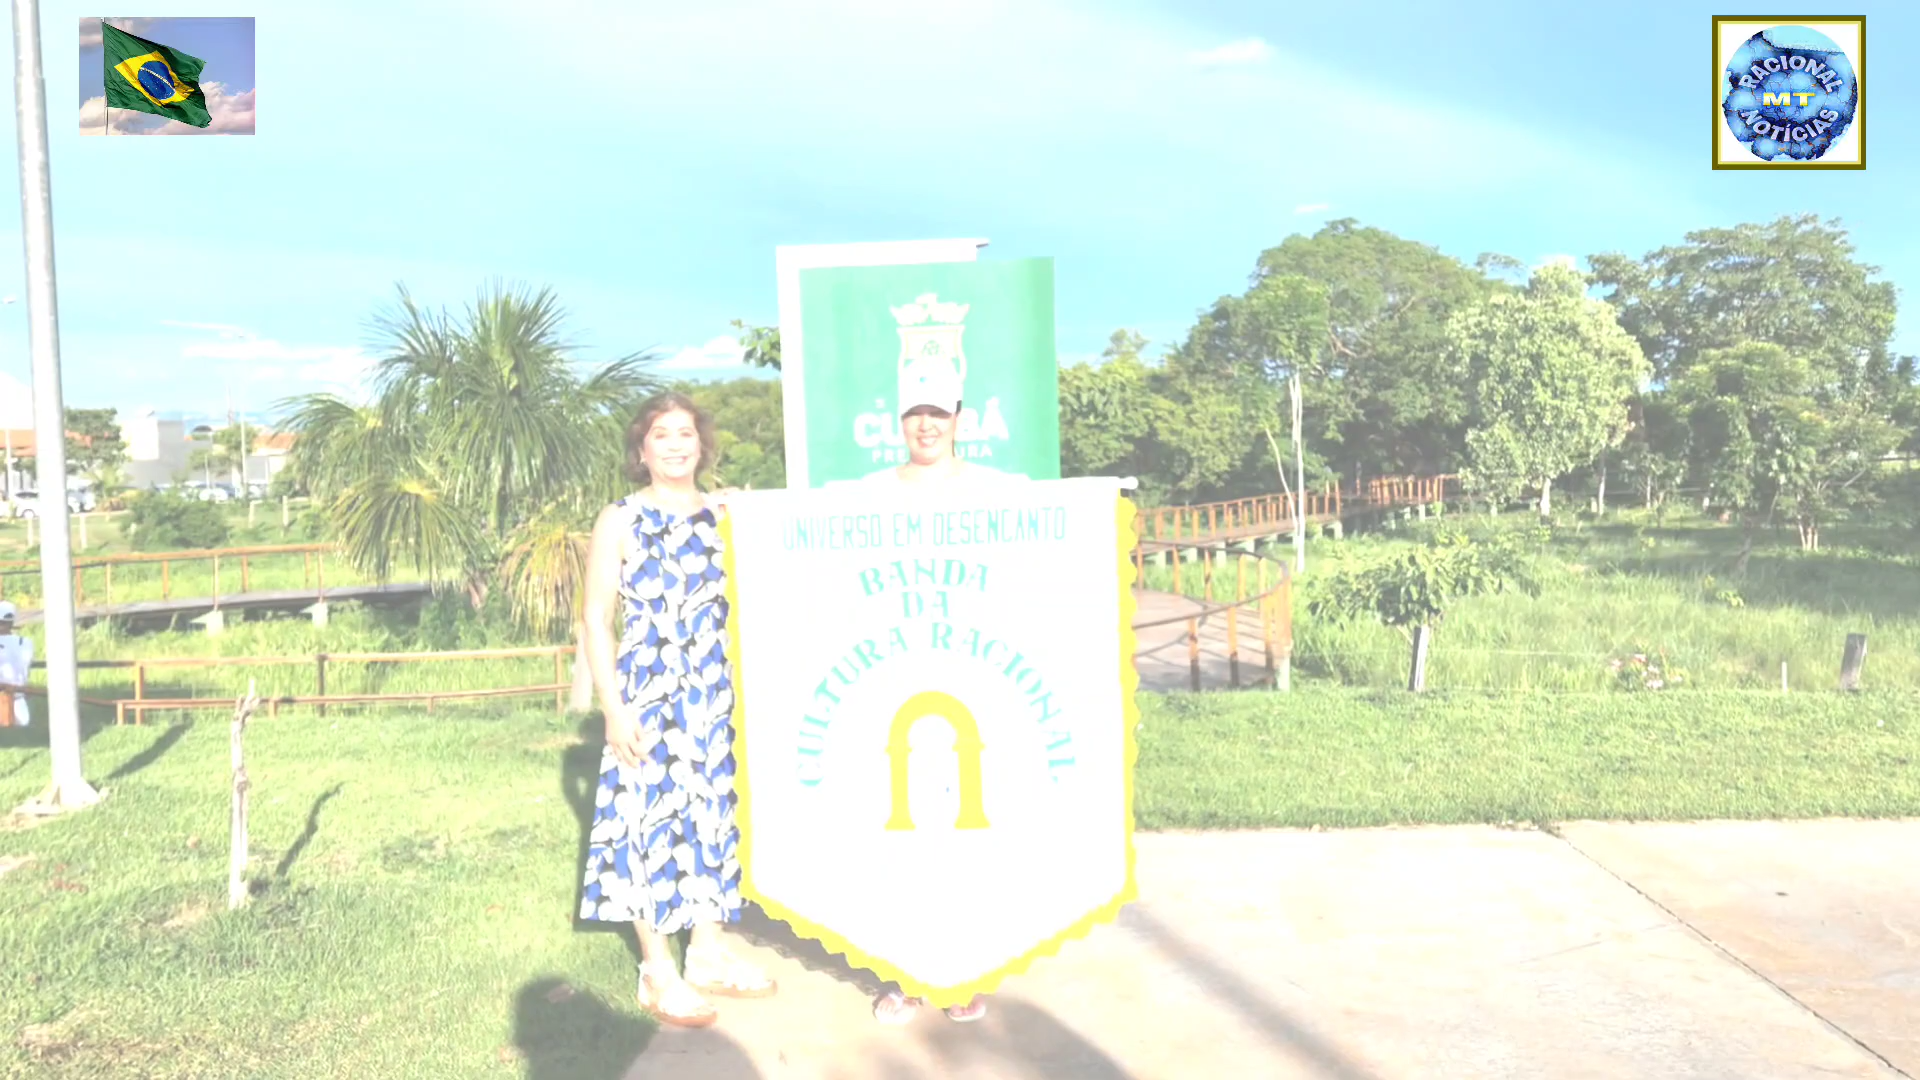 RACIONAL
MT
NOTÍCIAS
UNIVERSO EM DESENCANTO
BANDA
DA
CULTURA RACIONAL